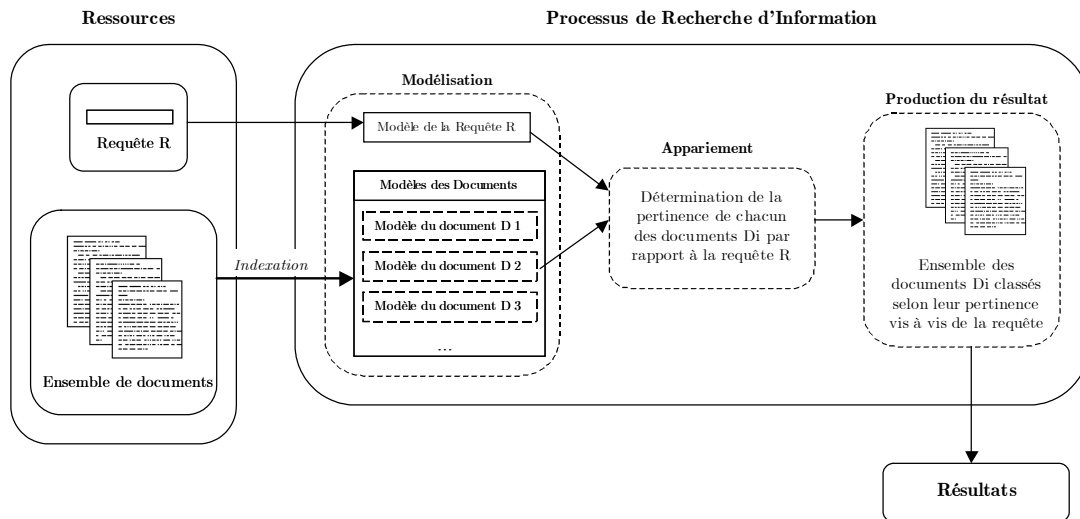 Ressources
Processus de Recherche d'Information
Requête R
Ensemble de documents
Indexation
Modélisation
Modèle de la Requête R
Modèles des Documents
Modèle du document D 1
Modèle du document D 2
Modèle du document D 3
...
Appariement
Détermination de la
pertinence de chacun
des documents Di par
rapport à la requête R
Production du résultat
Ensemble des
documents Di classés
selon leur pertinence
vis à vis de la requête
Résultats